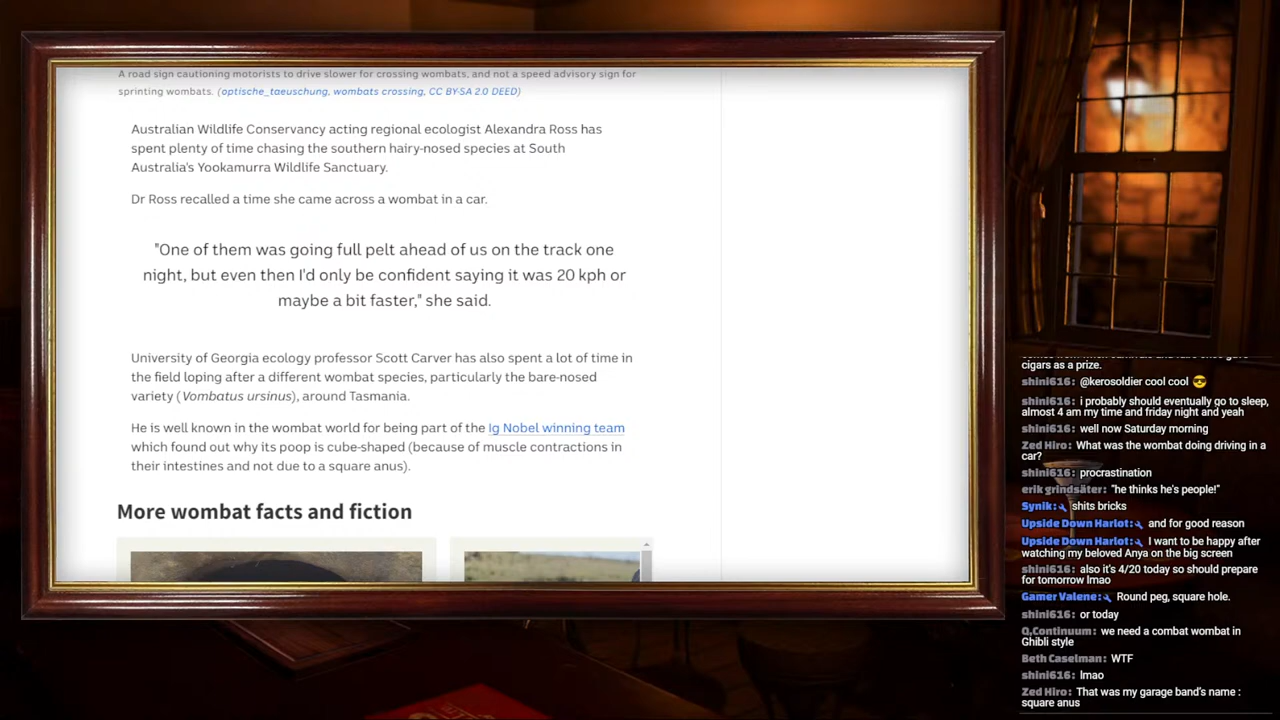 A road sign cautioning motorists to drive slower for crossing wombats, and not a speed advisory sign for
sprinting wombats. (optische_taeuschung, wombats crossing, CC BY-SA 2.0 DEED)
Australian Wildlife Conservancy acting regional ecologist Alexandra Ross has
spent plenty of time chasing the southern hairy-nosed species at South
Australia's Yookamurra Wildlife Sanctuary.
Dr Ross recalled a time she came across a wombat in a car.
"One of them was going full pelt ahead of us on the track one
night, but even then I'd only be confident saying it was 20 kph or
maybe a bit faster," she said.
University of Georgia ecology professor Scott Carver has also spent a lot of time in
the field loping after a different wombat species, particularly the bare-nosed
variety (Vombatus ursinus), around Tasmania.
He is well known in the wombat world for being part of the Ig Nobel winning team
which found out why its poop is cube-shaped (because of muscle contractions in
their intestines and not due to a square anus).
More wombat facts and fiction
cigars as a prize.
shini616: @kerosoldier cool cool 😎
shini616: i probably should eventually go to sleep,
almost 4 am my time and friday night and yeah
shini616: well now Saturday morning
Zed Hiro: What was the wombat doing driving in a
car?
shini616: procrastination
erik grindsäter: "he thinks he's people!"
Synik: shits bricks
Upside Down Harlot: and for good reason
Upside Down Harlot: I want to be happy after
watching my beloved Anya on the big screen
shini616: also it's 4/20 today so should prepare
for tomorrow lmao
Gamer Valene: Round peg, square hole.
shini616: or today
Q.Continuum: we need a combat wombat in
Ghibli style
Beth Caselman: WTF
shini616: lmao
Zed Hiro: That was my garage band's name :
square anus